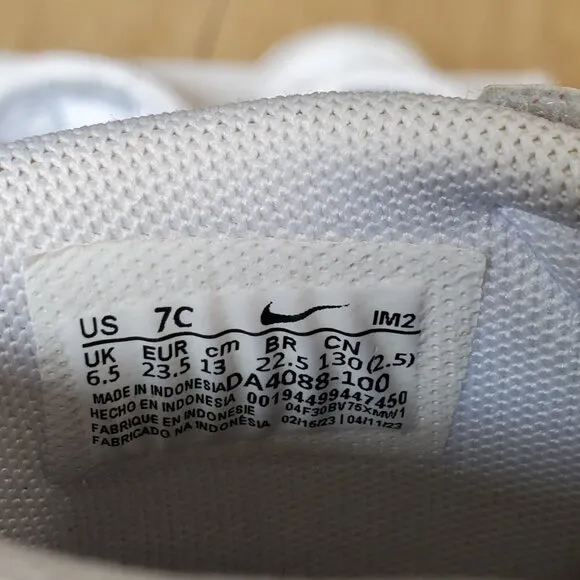 US 7C IM2
UK EUR cm BR CN
6.5 23.5 13 22.5 130 (2.5)
MADE IN INDONESIA DA4088-100
HECHO EN INDONESIA 00194499447450
FABRIQUE EN INDONESIE 04F30BV75XMW1
FABRICADO NA INDONÉSIA 02/16/23 | 04/11/23